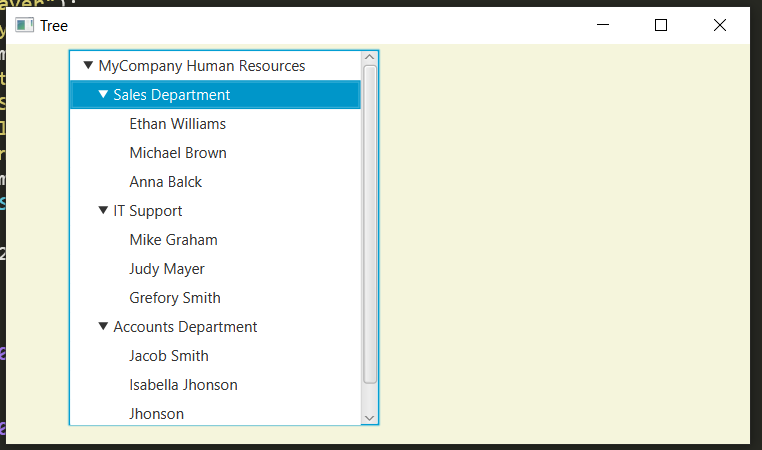 Tree
MyCompany Human Resources
Sales Department
Ethan Williams
Michael Brown
Anna Balck
IT Support
Mike Graham
Judy Mayer
Grefory Smith
Accounts Department
Jacob Smith
Isabella Jhonson
Jhonson